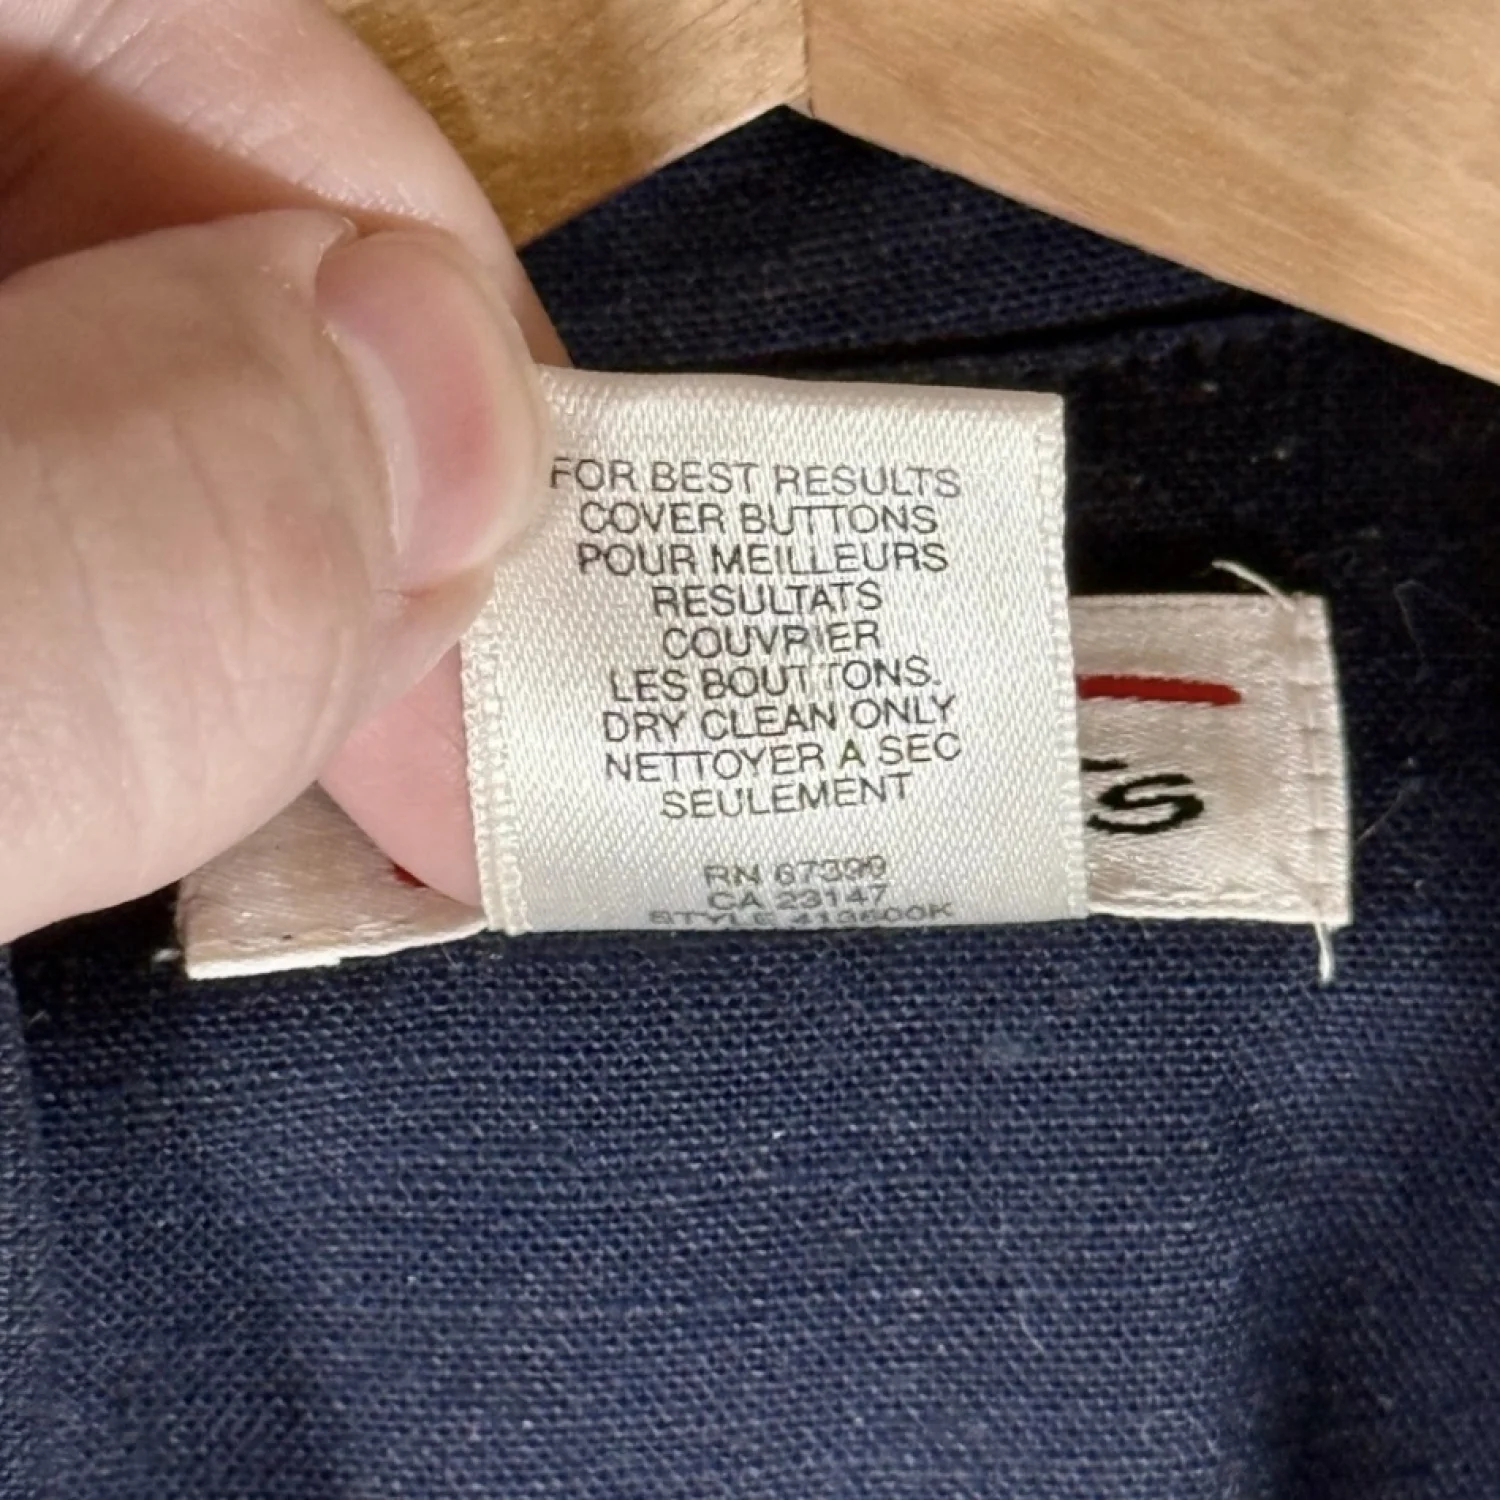 FOR BEST RESULTS
COVER BUTTONS
POUR MEILLEURS
RESULTATS
COUVRIER
LES BOUTTONS.
DRY CLEAN ONLY
NETTOYER A SEC
SEULEMENT
RN 67399
CA 23147
STYLE